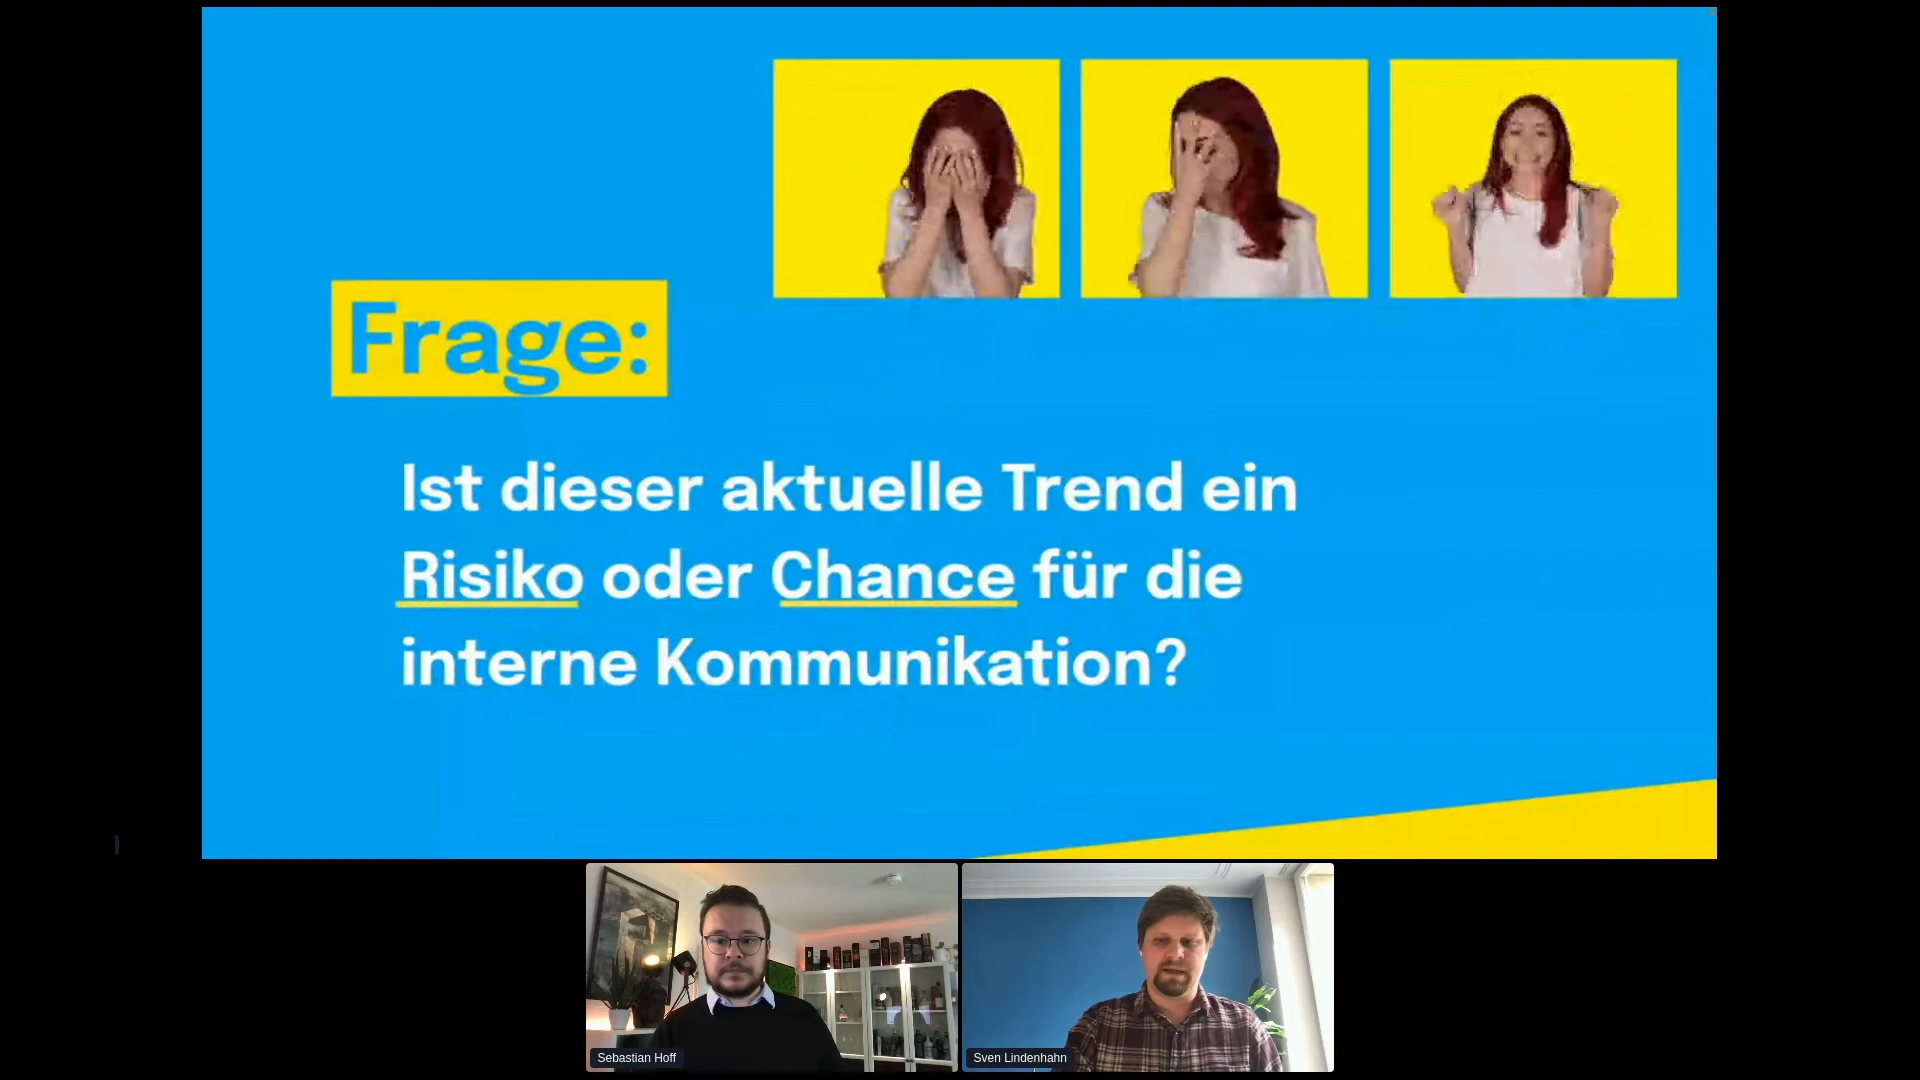 Frage:
Ist dieser aktuelle Trend ein
Risiko oder Chance für die
interne Kommunikation?
Sebastian Hoff
Sven Lindenhahn